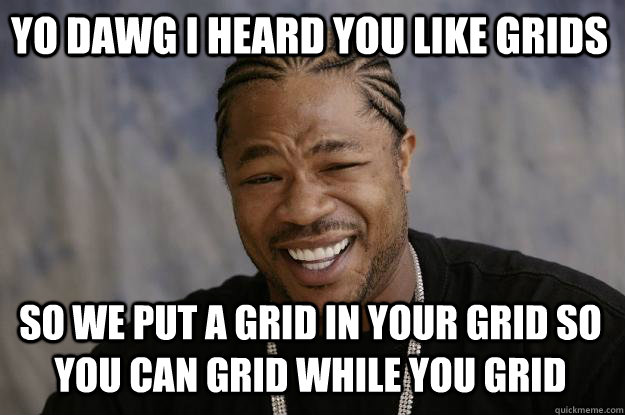 YO DAWG I HEARD YOU LIKE GRIDS
SO WE PUT A GRID IN YOUR GRID SO
YOU CAN GRID WHILE YOU GRID
quickmeme.com